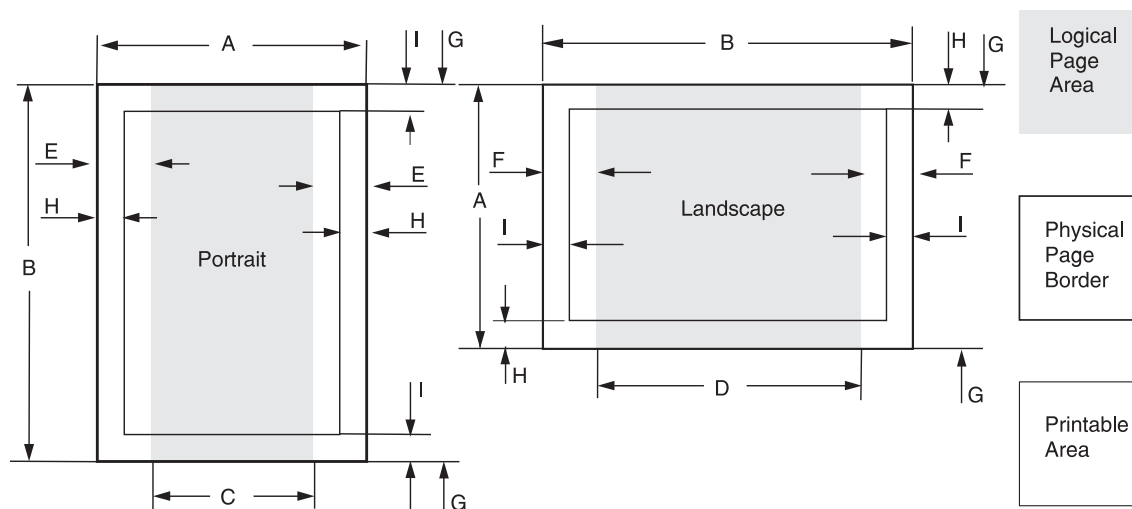 A
I
G
E
E
H
H
B
Portrait
I
C
G
B
H
G
F
F
A
Landscape
I
I
H
D
G
Logical
Page
Area
Physical
Page
Border
Printable
Area